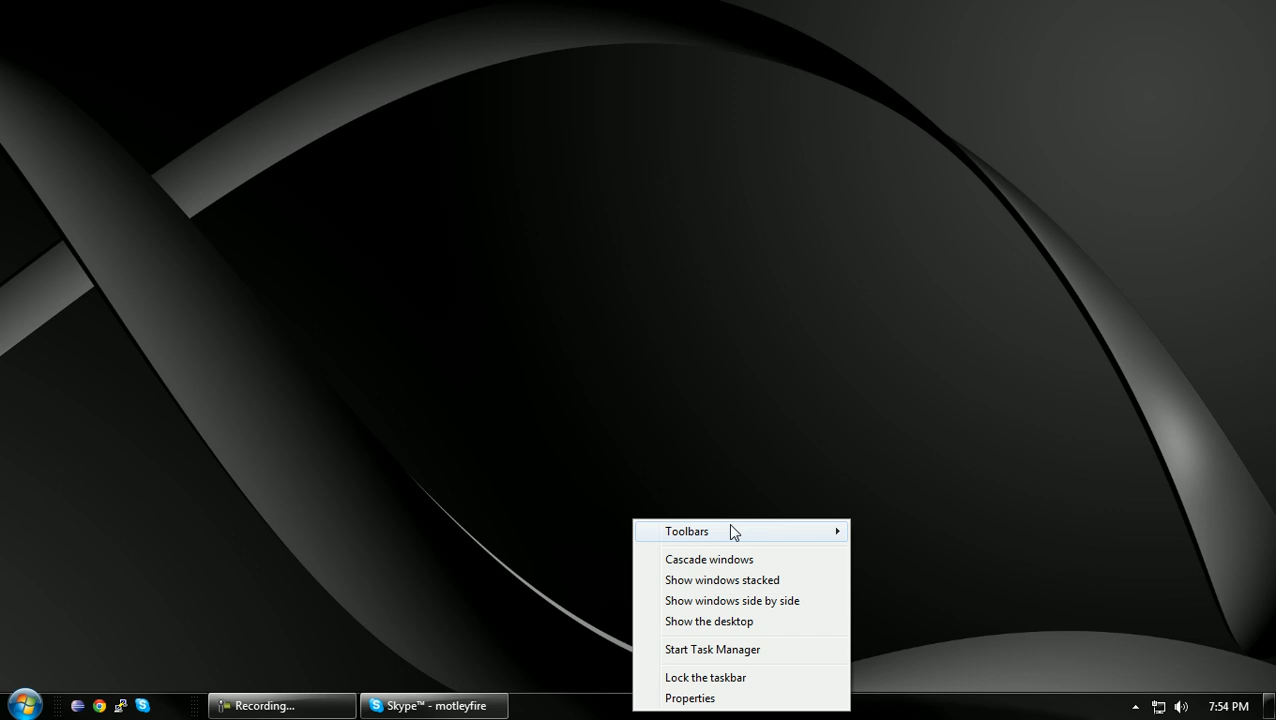 Toolbars
Cascade windows
Show windows stacked
Show windows side by side
Show the desktop
Start Task Manager
Lock the taskbar
Properties
Recording...
Skype™ - motleyfire
7:54 PM